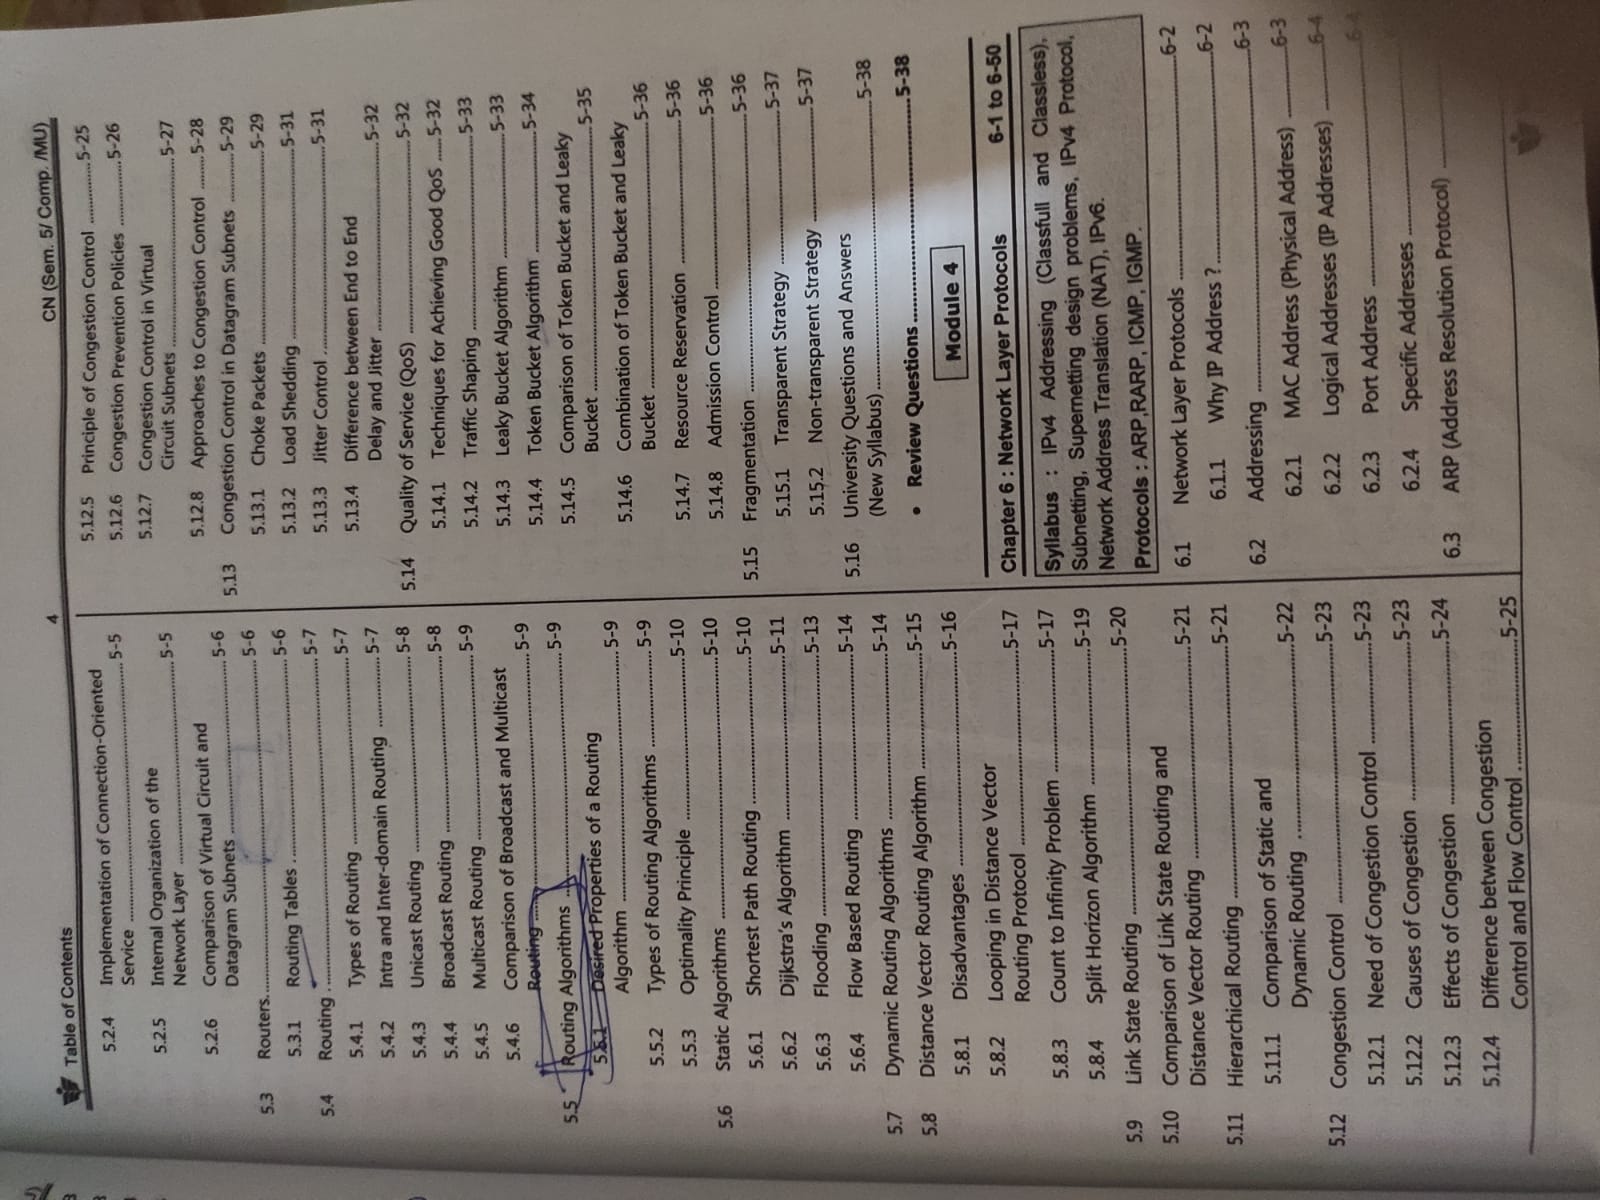 Table of Contents 4 CN (Sem. 5/ Comp. /MU)
5.2.4 Implementation of Connection-Oriented
Service 5-5
5.2.5 Internal Organization of the
Network Layer 5-5
5.2.6 Comparison of Virtual Circuit and
Datagram Subnets 5-6
5.3 Routers 5-6
5.3.1 Routing Tables 5-6
5.4 Routing 5-7
5.4.1 Types of Routing 5-7
5.4.2 Intra and Inter-domain Routing 5-7
5.4.3 Unicast Routing 5-8
5.4.4 Broadcast Routing 5-8
5.4.5 Multicast Routing 5-9
5.4.6 Comparison of Broadcast and Multicast
Routing 5-9
5.5 Routing Algorithms 5-9
5.5.1 Desired Properties of a Routing
Algorithm 5-9
5.5.2 Types of Routing Algorithms 5-9
5.5.3 Optimality Principle 5-10
5.6 Static Algorithms 5-10
5.6.1 Shortest Path Routing 5-10
5.6.2 Dijkstra's Algorithm 5-11
5.6.3 Flooding 5-13
5.6.4 Flow Based Routing 5-14
5.7 Dynamic Routing Algorithms 5-14
5.8 Distance Vector Routing Algorithm 5-15
5.8.1 Disadvantages 5-16
5.8.2 Looping in Distance Vector
Routing Protocol 5-17
5.8.3 Count to Infinity Problem 5-17
5.8.4 Split Horizon Algorithm 5-19
5.9 Link State Routing 5-20
5.10 Comparison of Link State Routing and
Distance Vector Routing 5-21
5.11 Hierarchical Routing 5-21
5.11.1 Comparison of Static and
Dynamic Routing 5-22
5.12 Congestion Control 5-23
5.12.1 Need of Congestion Control 5-23
5.12.2 Causes of Congestion 5-23
5.12.3 Effects of Congestion 5-24
5.12.4 Difference between Congestion
Control and Flow Control 5-25
5.12.5 Principle of Congestion Control 5-25
5.12.6 Congestion Prevention Policies 5-26
5.12.7 Congestion Control in Virtual
Circuit Subnets 5-27
5.12.8 Approaches to Congestion Control 5-28
5.13 Congestion Control in Datagram Subnets 5-29
5.13.1 Choke Packets 5-29
5.13.2 Load Shedding 5-31
5.13.3 Jitter Control 5-31
5.13.4 Difference between End to End
Delay and Jitter 5-32
5.14 Quality of Service (QoS) 5-32
5.14.1 Techniques for Achieving Good QoS 5-32
5.14.2 Traffic Shaping 5-33
5.14.3 Leaky Bucket Algorithm 5-33
5.14.4 Token Bucket Algorithm 5-34
5.14.5 Comparison of Token Bucket and Leaky
Bucket 5-35
5.14.6 Combination of Token Bucket and Leaky
Bucket 5-36
5.14.7 Resource Reservation 5-36
5.14.8 Admission Control 5-36
5.15 Fragmentation 5-36
5.15.1 Transparent Strategy 5-37
5.15.2 Non-transparent Strategy 5-37
5.16 University Questions and Answers
(New Syllabus) 5-38
• Review Questions 5-38
Module 4
Chapter 6 : Network Layer Protocols 6-1 to 6-50
Syllabus : IPv4 Addressing (Classfull and Classless),
Subnetting, Supernetting design problems, IPv4 Protocol,
Network Address Translation (NAT), IPv6.
Protocols : ARP,RARP, ICMP, IGMP.
6.1 Network Layer Protocols 6-2
6.1.1 Why IP Address ? 6-2
6.2 Addressing 6-3
6.2.1 MAC Address (Physical Address) 6-3
6.2.2 Logical Addresses (IP Addresses) 6-4
6.2.3 Port Address
6.2.4 Specific Addresses
6.3 ARP (Address Resolution Protocol)